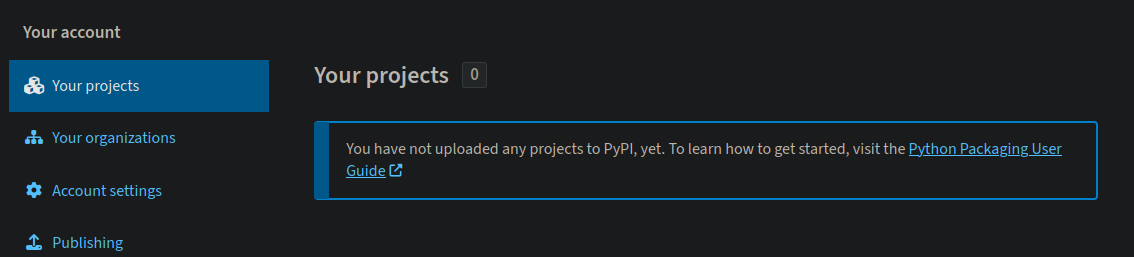 Your account
Your projects
Your organizations
Account settings
Publishing
Your projects 0
You have not uploaded any projects to PyPI, yet. To learn how to get started, visit the Python Packaging User
Guide